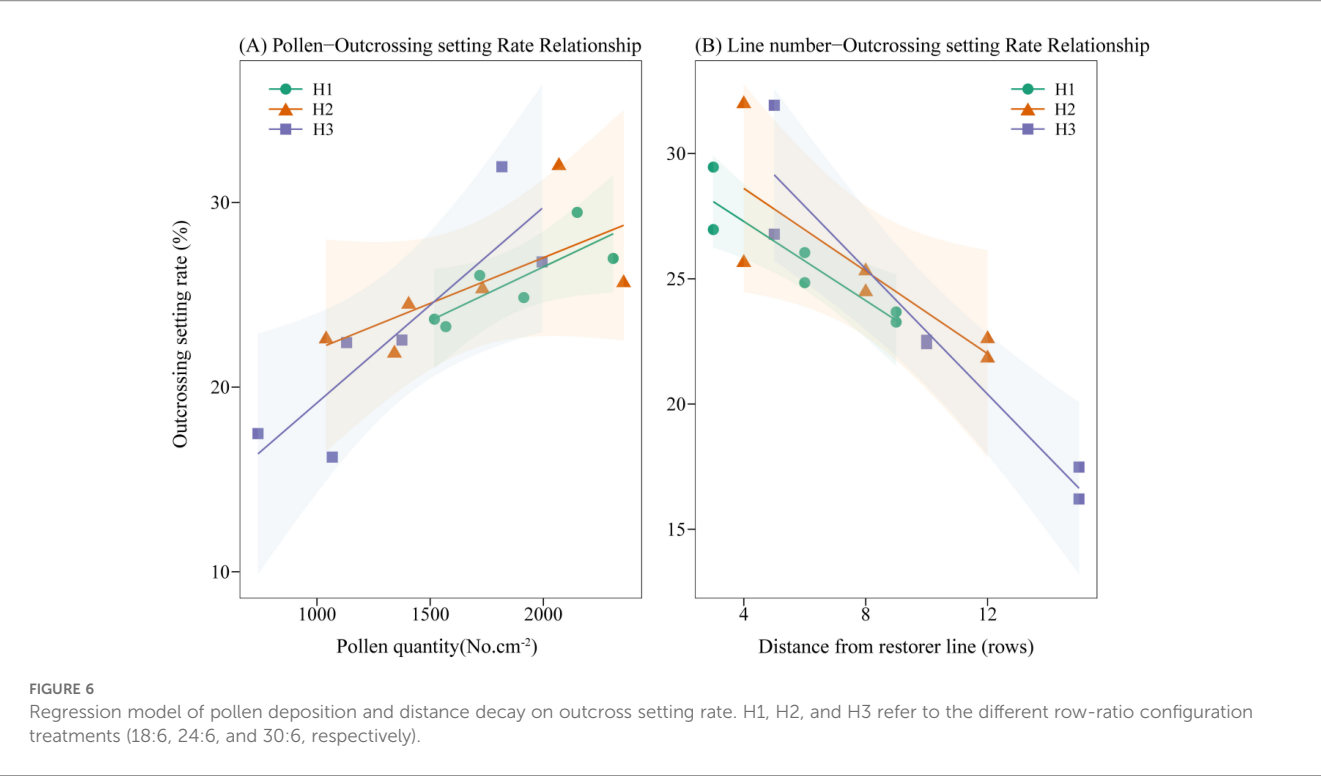 (A) Pollen−Outcrossing setting Rate Relationship
H1
H2
H3
Outcrossing setting rate (%)
30
20
10
1000 1500 2000
Pollen quantity(No.cm-2)
(B) Line number−Outcrossing setting Rate Relationship
H1
H2
H3
30
25
20
15
4 8 12
Distance from restorer line (rows)
FIGURE 6
Regression model of pollen deposition and distance decay on outcross setting rate. H1, H2, and H3 refer to the different row-ratio configuration
treatments (18:6, 24:6, and 30:6, respectively).